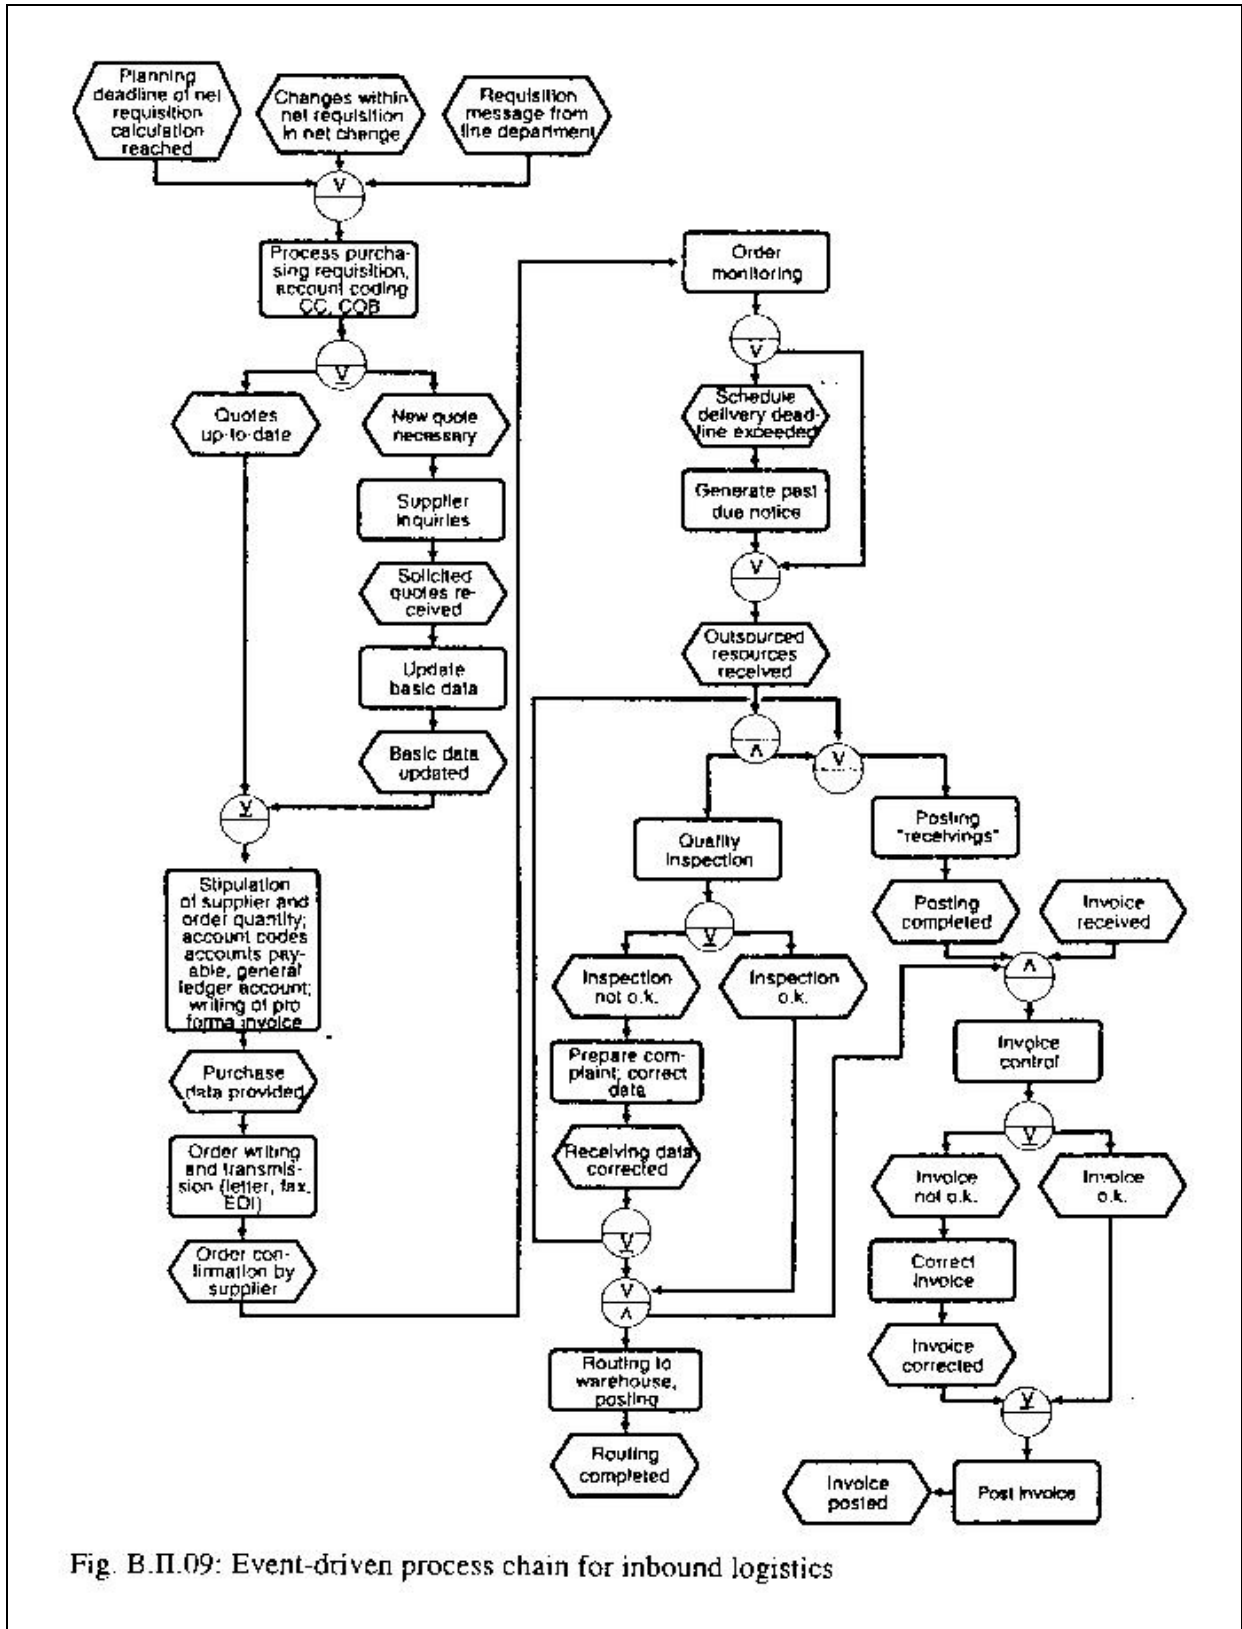 Planning
deadline of net
requisition
calculation
reached
Changes within
net requisition
in net change
Requisition
message from
line department
V
Process purcha-
sing requisition,
account coding
CC, COB
V
Quotes
up-to-date
New quote
necessary
Supplier
inquiries
Solicited
quotes re-
ceived
Update
basic data
Basic data
updated
V
Stipulation
of supplier and
order quantity;
account codes
accounts pay-
able, general
ledger account;
writing of pro
forma invoice
Purchase
data provided
Order writing
and transmis-
sion (letter, fax,
EDI)
Order con-
firmation by
supplier
Order
monitoring
V
Schedule
delivery dead-
line exceeded
Generate past
due notice
V
Outsourced
resources
received
Λ
V
Quality
inspection
Posting
"receivings"
V
Posting
completed
Invoice
received
Inspection
not o.k.
Inspection
o.k.
Λ
Prepare com-
plaint; correct
data
Invoice
control
Receiving data
corrected
V
Invoice
not o.k.
Invoice
o.k.
V
V
Λ
Correct
invoice
Routing to
warehouse,
posting
Invoice
corrected
V
Routing
completed
Invoice
posted
Post invoice
Fig. B.II.09: Event-driven process chain for inbound logistics